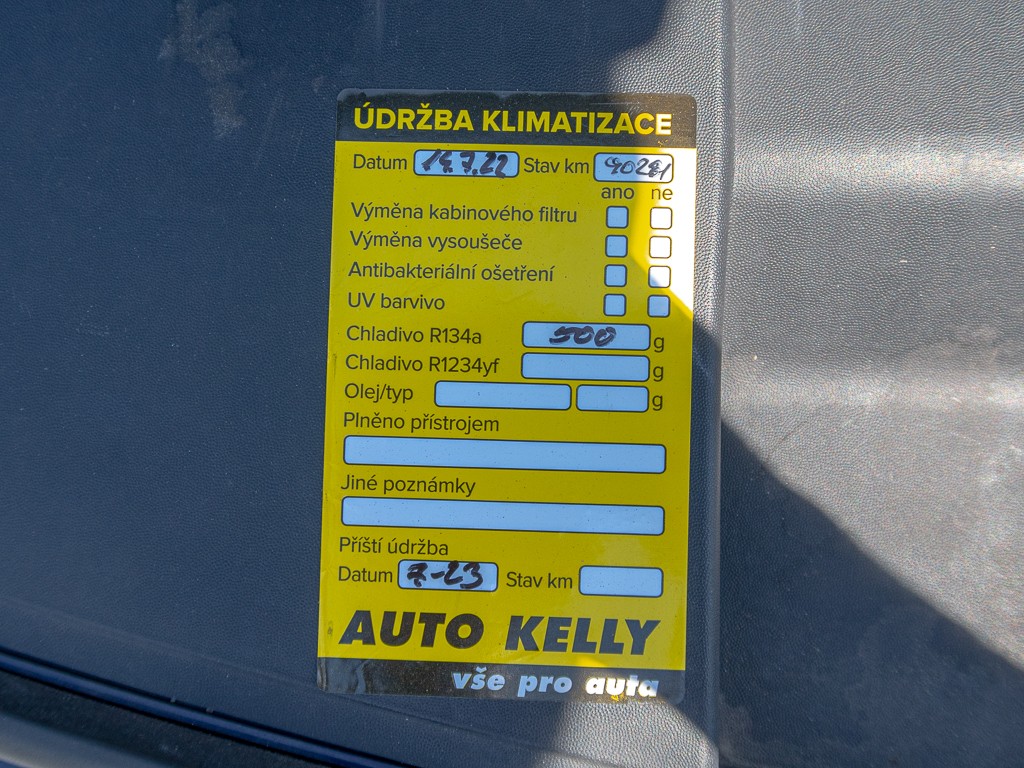 ÚDRŽBA KLIMATIZACE
Datum 14.7.22 Stav km 90281
ano ne
Výměna kabinového filtru
Výměna vysoušeče
Antibakteriální ošetření
UV barvivo
Chladivo R134a 500 g
Chladivo R1234yf g
Olej/typ g
Plněno přístrojem
Jiné poznámky
Příští údržba
Datum 7-23 Stav km
AUTO KELLY
vše pro auta